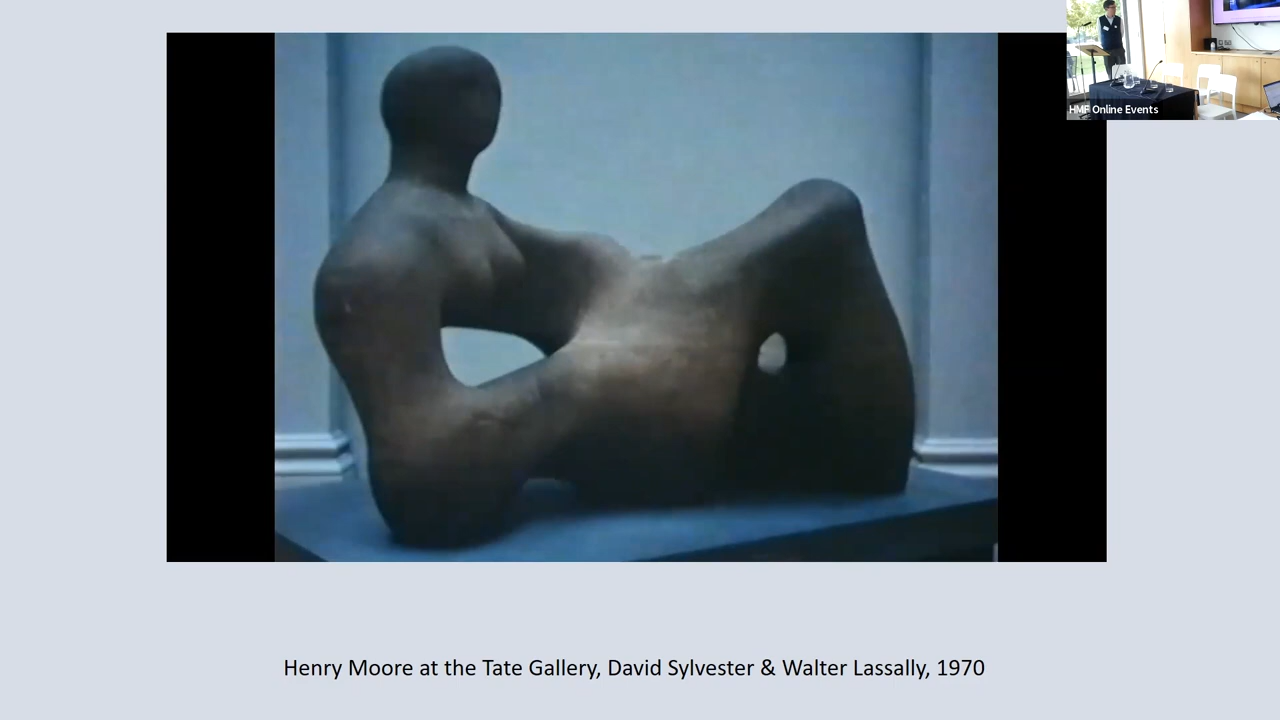 HMF Online Events
Henry Moore at the Tate Gallery, David Sylvester & Walter Lassally, 1970